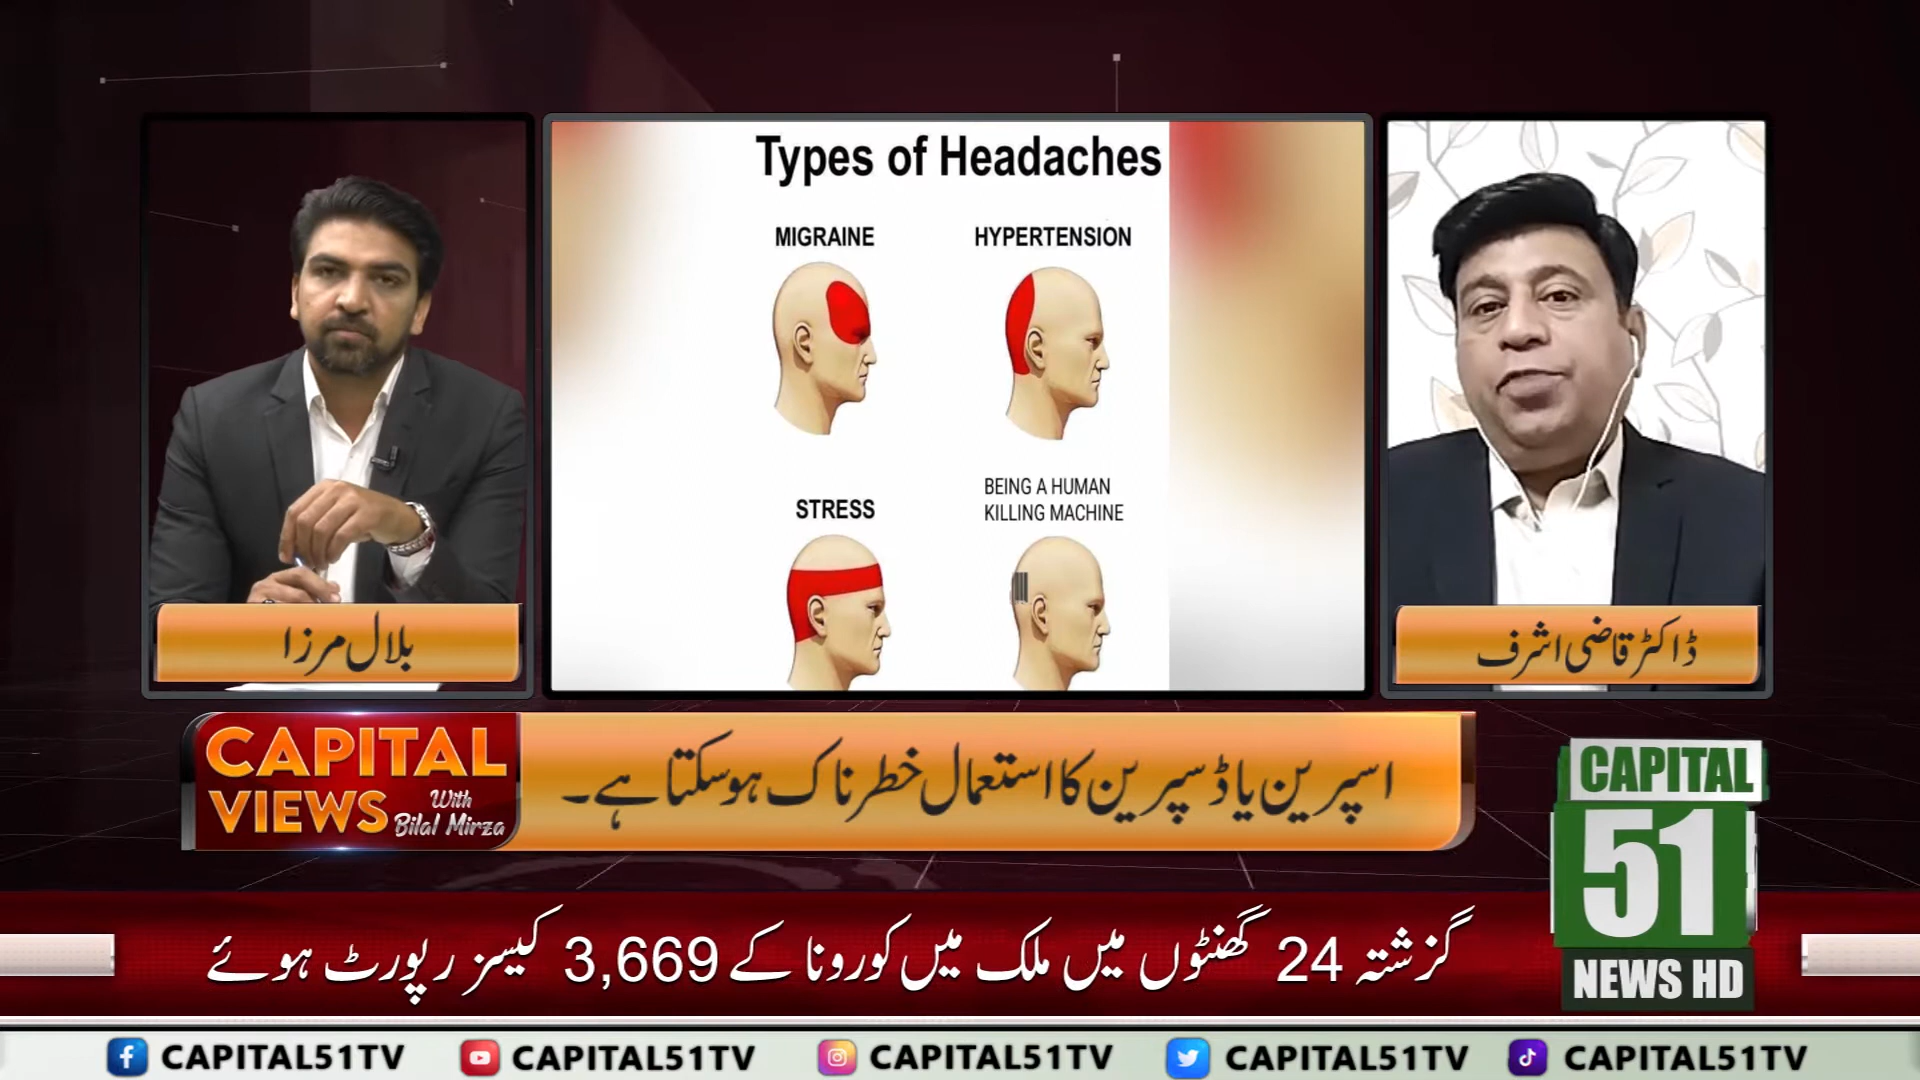 Types of Headaches
MIGRAINE
HYPERTENSION
STRESS
BEING A HUMAN
KILLING MACHINE
بلال مرزا
ڈاکٹر قاضی اشرف
CAPITAL
VIEWS With
Bilal Mirza
اسپرین یا ڈسپرین کا استعمال خطرناک ہو سکتا ہے۔
CAPITAL
51
NEWS HD
گزشتہ 24 گھنٹوں میں ملک میں کورونا کے 3,669 کیسز رپورٹ ہوئے
CAPITAL51TV CAPITAL51TV CAPITAL51TV CAPITAL51TV CAPITAL51TV